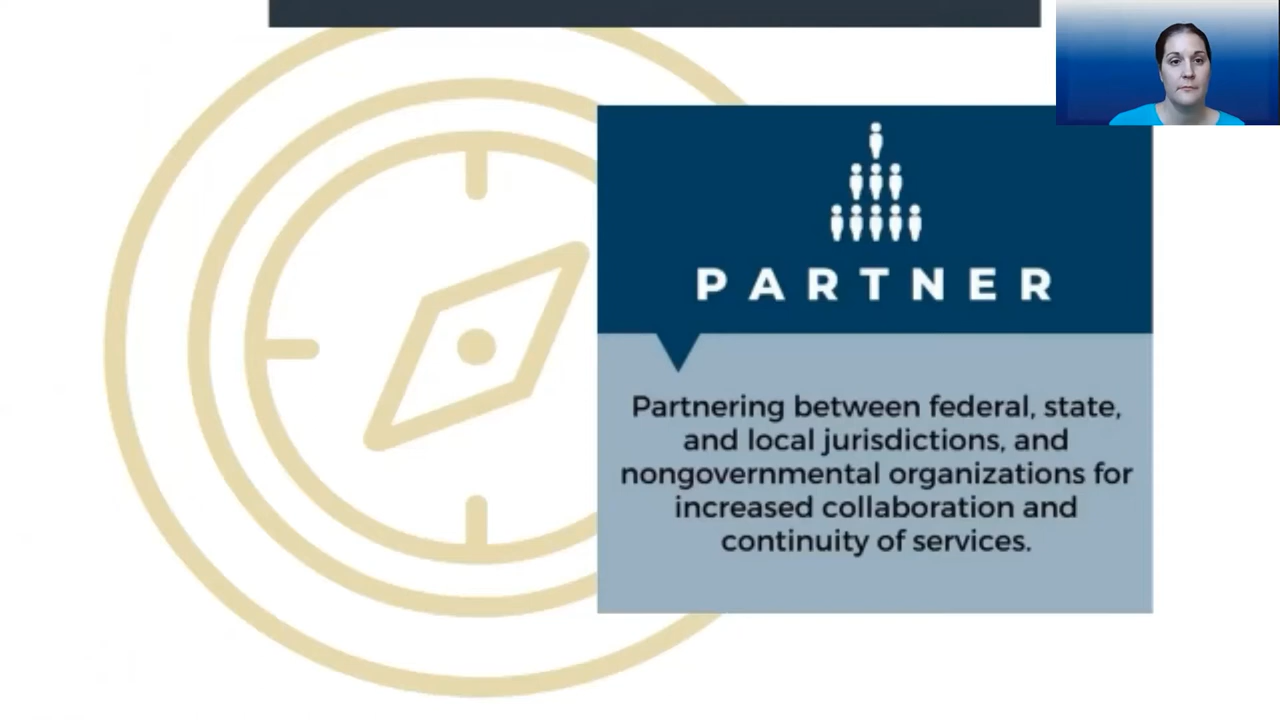 PARTNER
Partnering between federal, state,
and local jurisdictions, and
nongovernmental organizations for
increased collaboration and
continuity of services.